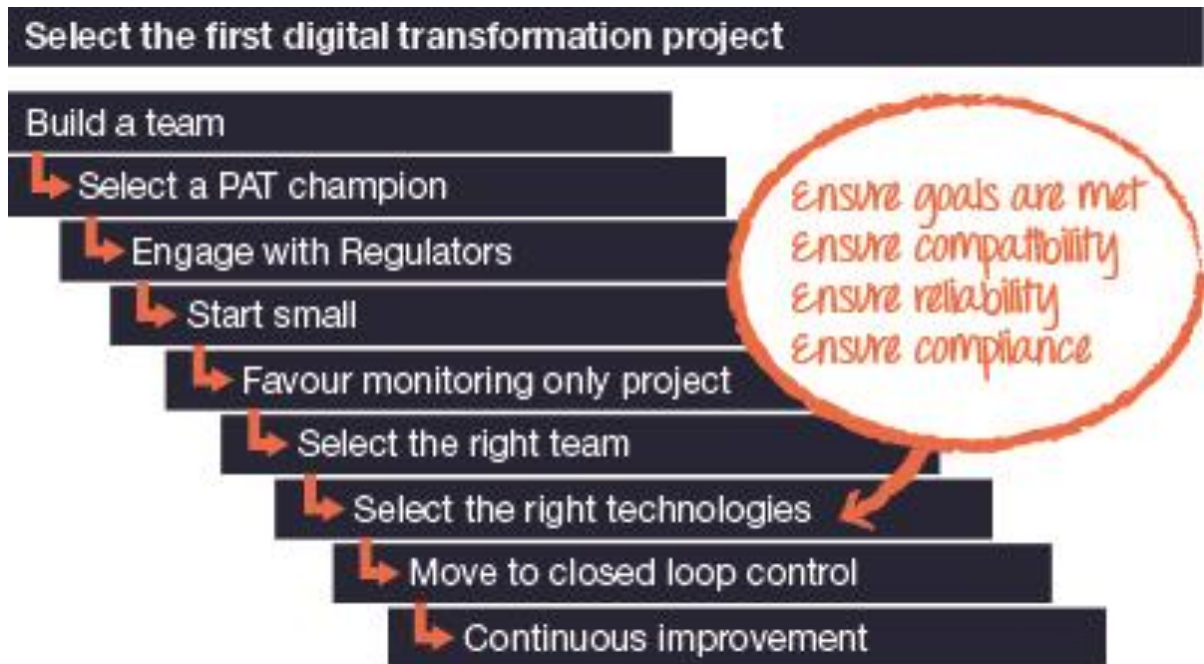 Select the first digital transformation project
Build a team
Select a PAT champion
Engage with Regulators
Start small
Favour monitoring only project
Select the right team
Select the right technologies
Move to closed loop control
Continuous improvement
Ensure goals are met
Ensure compatibility
Ensure reliability
Ensure compliance